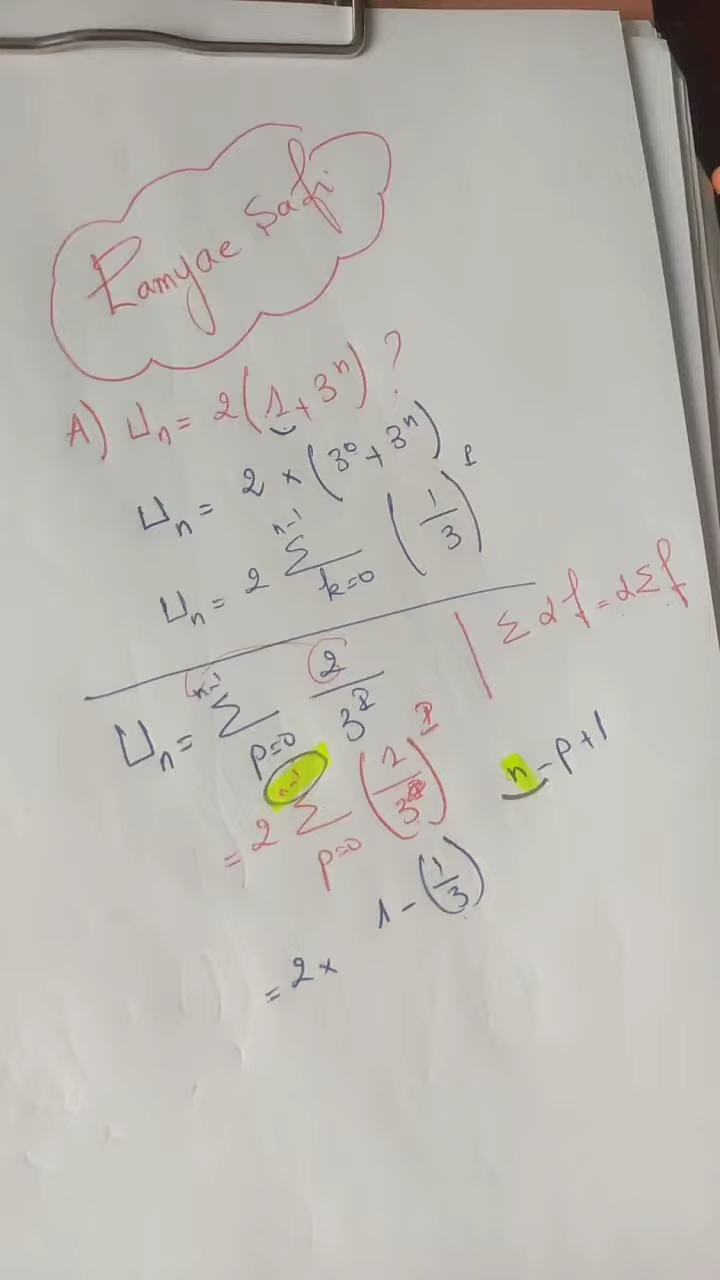 Ramyae Safi
A) Un = 2(1 + 3^n) ?
Un = 2 × (3^0 + 3^n)
Un = 2 Σ_{k=0}^{n-1} (1/3)
Un = Σ_{p=0}^{n-1} 2/3 | Σ αf = αΣf
= 2 Σ_{p=0}^{n-1} (1/3) n - p + 1
1 - (1/3)
= 2 ×